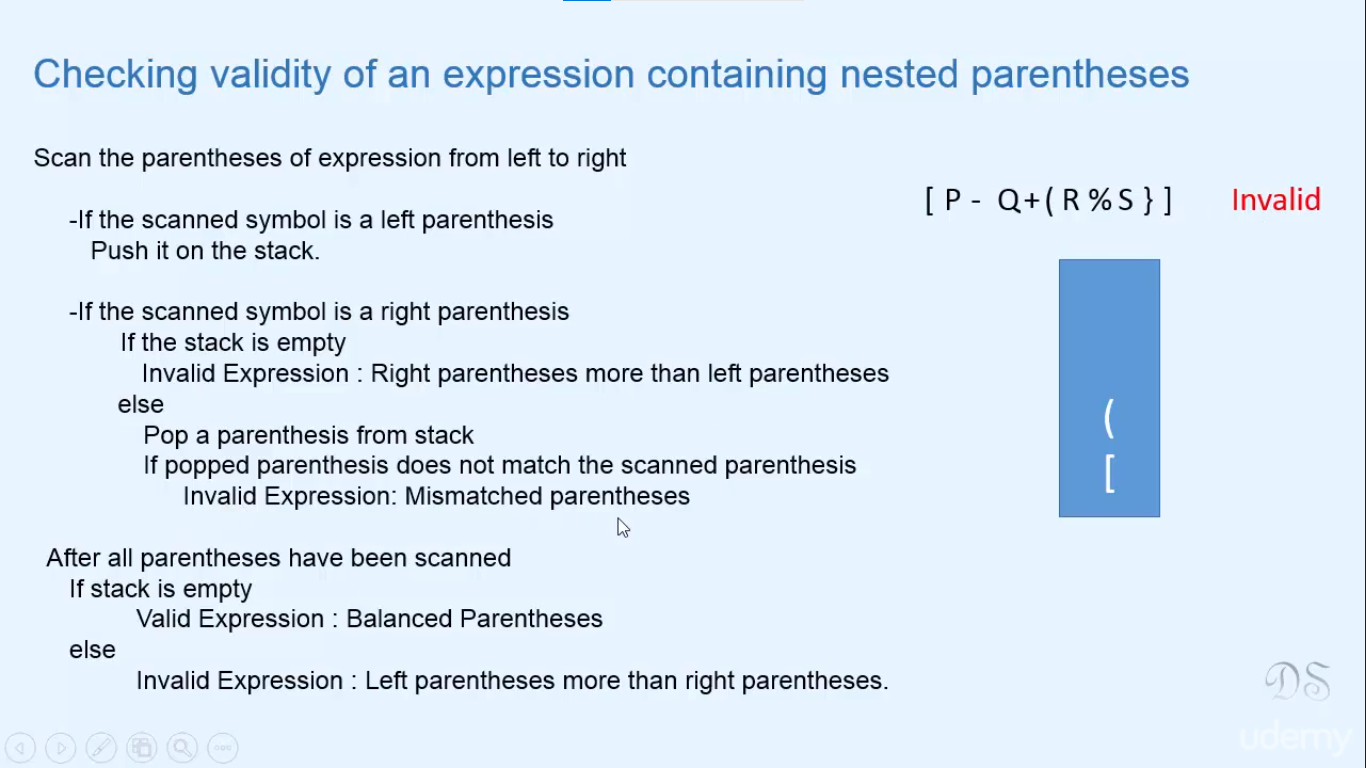 Checking validity of an expression containing nested parentheses
Scan the parentheses of expression from left to right
-If the scanned symbol is a left parenthesis
Push it on the stack.
-If the scanned symbol is a right parenthesis
If the stack is empty
Invalid Expression : Right parentheses more than left parentheses
else
Pop a parenthesis from stack
If popped parenthesis does not match the scanned parenthesis
Invalid Expression: Mismatched parentheses
After all parentheses have been scanned
If stack is empty
Valid Expression : Balanced Parentheses
else
Invalid Expression : Left parentheses more than right parentheses.
[ P - Q+( R % S } ] Invalid
(
[
DS
udemy